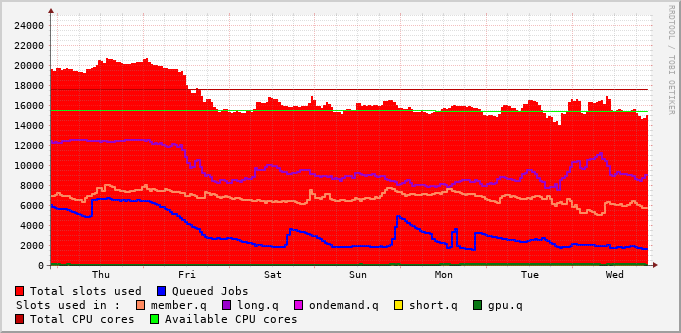 RRDTOOL / TOBI OETIKER
24000
22000
20000
18000
16000
14000
12000
10000
8000
6000
4000
2000
0
Thu Fri Sat Sun Mon Tue Wed
Total slots used Queued Jobs
Slots used in : member.q long.q ondemand.q short.q gpu.q
Total CPU cores Available CPU cores